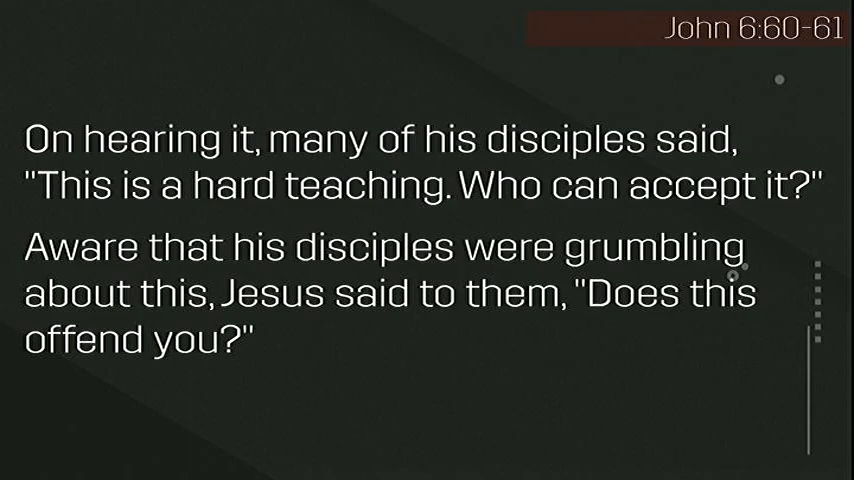 John 6:60-61
On hearing it, many of his disciples said,
"This is a hard teaching. Who can accept it?"
Aware that his disciples were grumbling
about this, Jesus said to them, "Does this
offend you?"